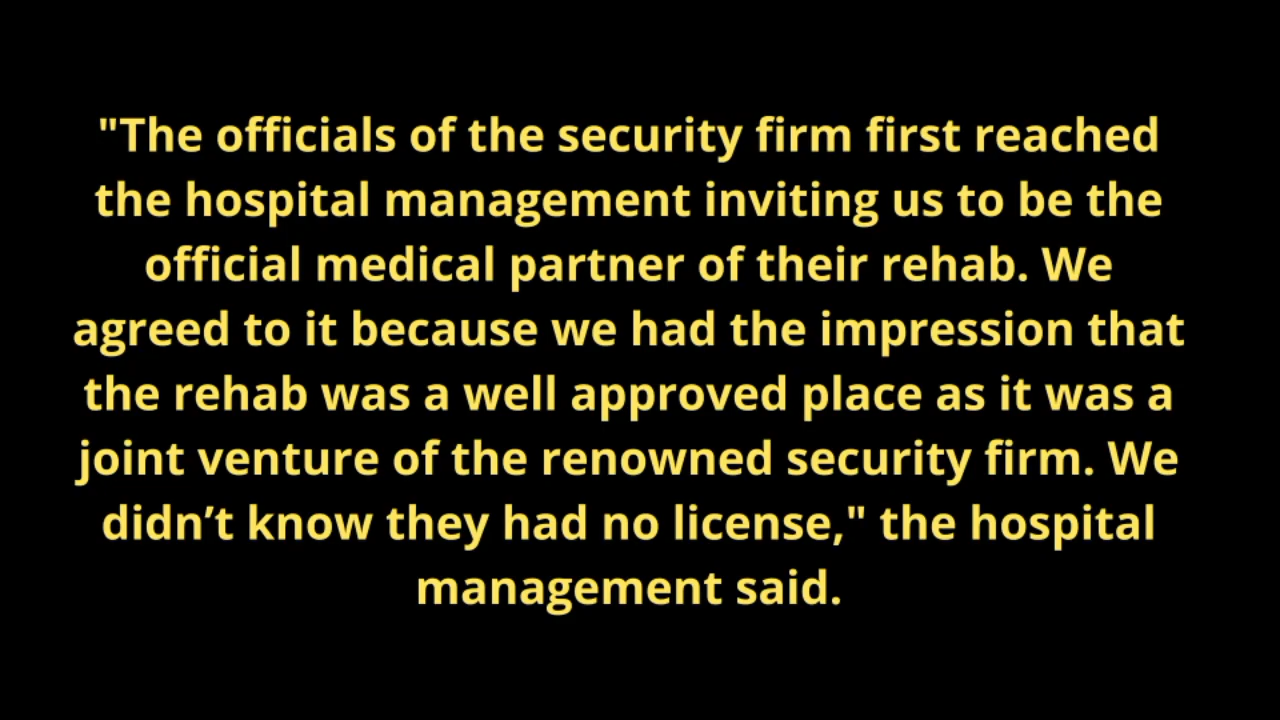 "The officials of the security firm first reached
the hospital management inviting us to be the
official medical partner of their rehab. We
agreed to it because we had the impression that
the rehab was a well approved place as it was a
joint venture of the renowned security firm. We
didn’t know they had no license," the hospital
management said.